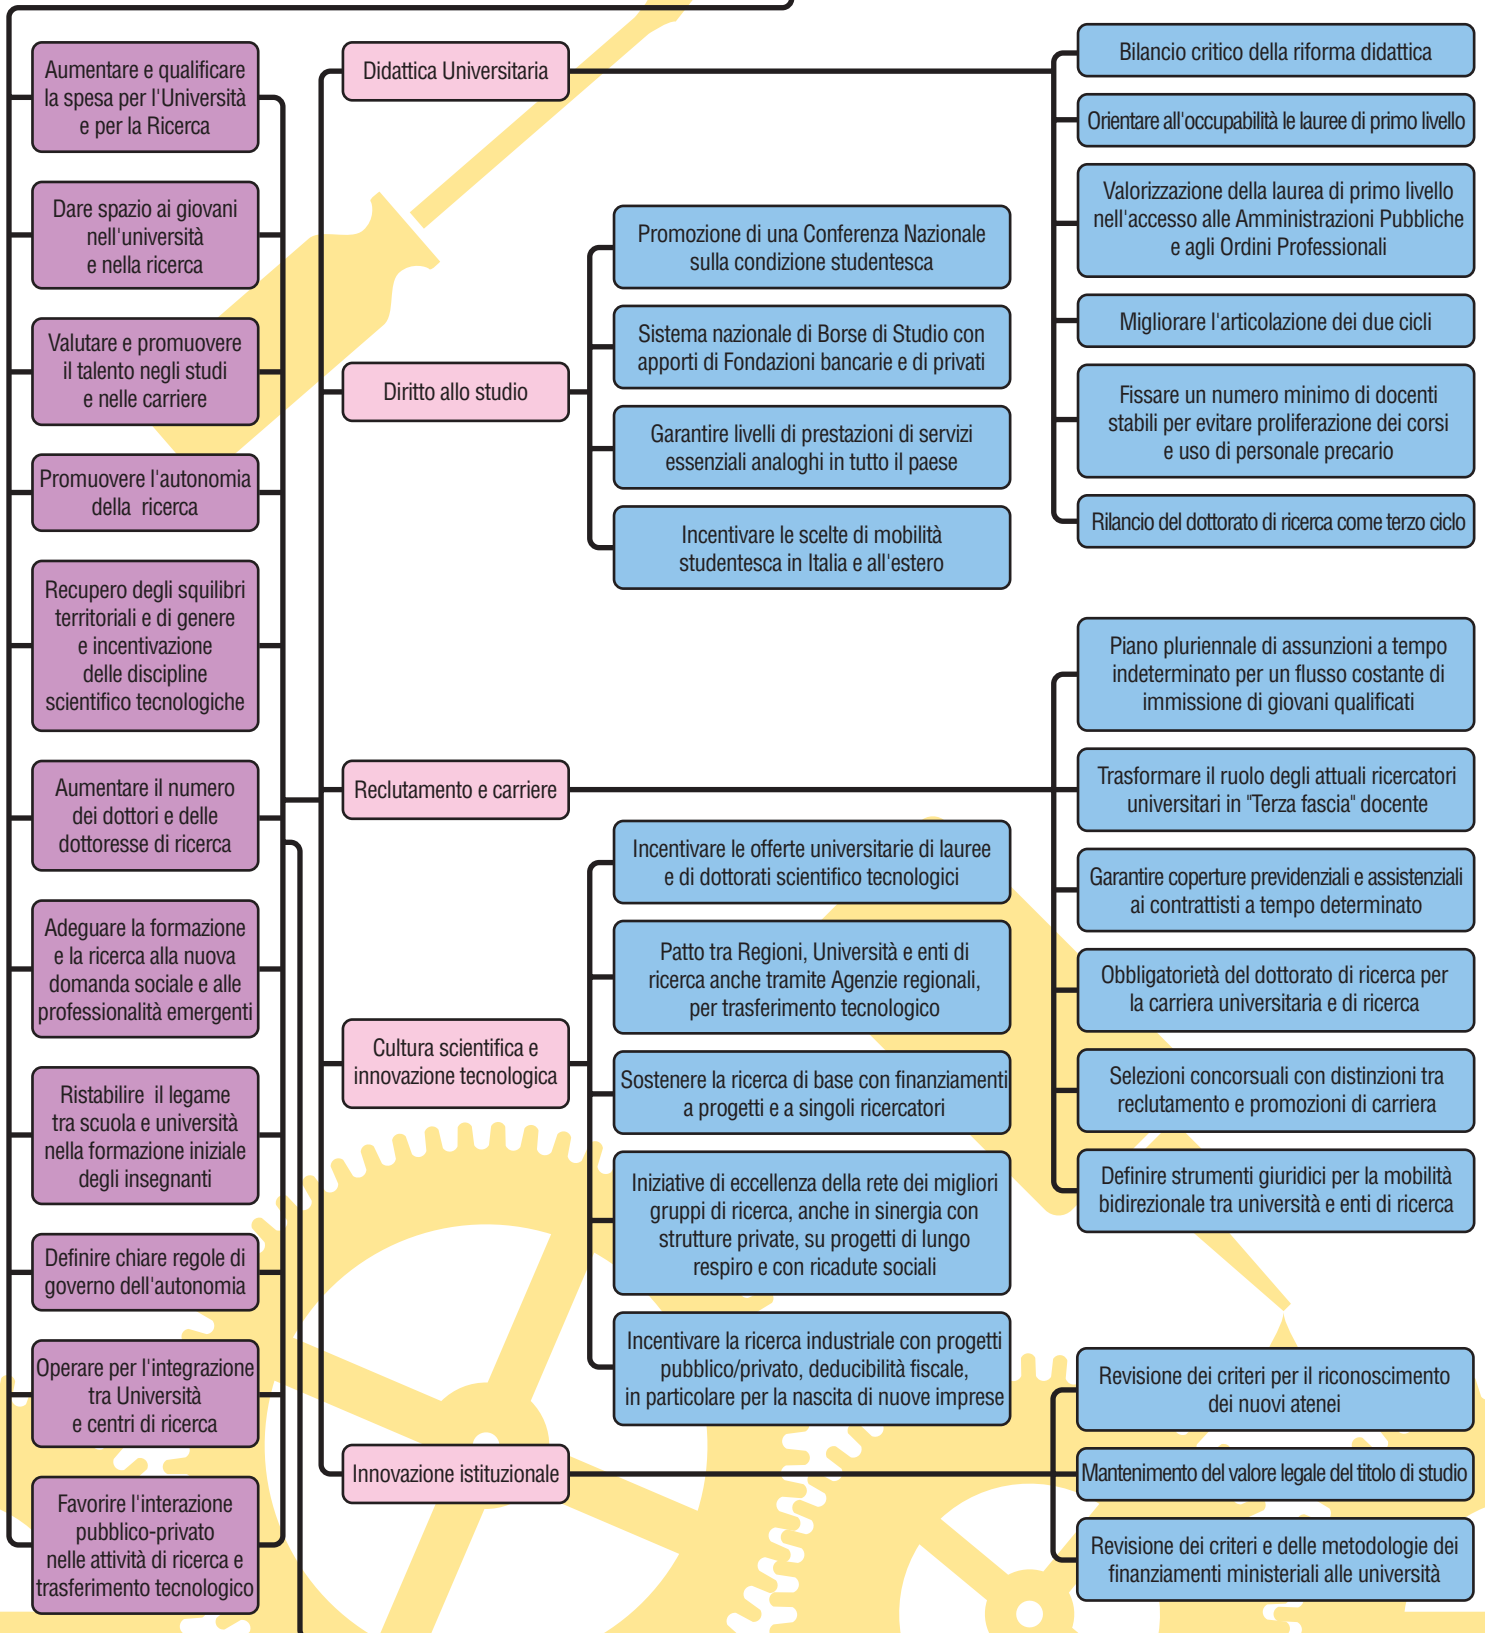 Aumentare e qualificare
la spesa per l'Università
e per la Ricerca
Dare spazio ai giovani
nell'università
e nella ricerca
Valutare e promuovere
il talento negli studi
e nelle carriere
Promuovere l'autonomia
della ricerca
Recupero degli squilibri
territoriali e di genere
e incentivazione
delle discipline
scientifico tecnologiche
Aumentare il numero
dei dottori e delle
dottoresse di ricerca
Adeguare la formazione
e la ricerca alla nuova
domanda sociale e alle
professionalità emergenti
Ristabilire il legame
tra scuola e università
nella formazione iniziale
degli insegnanti
Definire chiare regole di
governo dell'autonomia
Operare per l'integrazione
tra Università
e centri di ricerca
Favorire l'interazione
pubblico-privato
nelle attività di ricerca e
trasferimento tecnologico
Didattica Universitaria
Bilancio critico della riforma didattica
Orientare all'occupabilità le lauree di primo livello
Valorizzazione della laurea di primo livello
nell'accesso alle Amministrazioni Pubbliche
e agli Ordini Professionali
Migliorare l'articolazione dei due cicli
Fissare un numero minimo di docenti
stabili per evitare proliferazione dei corsi
e uso di personale precario
Rilancio del dottorato di ricerca come terzo ciclo
Diritto allo studio
Promozione di una Conferenza Nazionale
sulla condizione studentesca
Sistema nazionale di Borse di Studio con
apporti di Fondazioni bancarie e di privati
Garantire livelli di prestazioni di servizi
essenziali analoghi in tutto il paese
Incentivare le scelte di mobilità
studentesca in Italia e all'estero
Reclutamento e carriere
Piano pluriennale di assunzioni a tempo
indeterminato per un flusso costante di
immissione di giovani qualificati
Trasformare il ruolo degli attuali ricercatori
universitari in "Terza fascia" docente
Garantire coperture previdenziali e assistenziali
ai contrattisti a tempo determinato
Obbligatorietà del dottorato di ricerca per
la carriera universitaria e di ricerca
Selezioni concorsuali con distinzioni tra
reclutamento e promozioni di carriera
Definire strumenti giuridici per la mobilità
bidirezionale tra università e enti di ricerca
Cultura scientifica e
innovazione tecnologica
Incentivare le offerte universitarie di lauree
e di dottorati scientifico tecnologici
Patto tra Regioni, Università e enti di
ricerca anche tramite Agenzie regionali,
per trasferimento tecnologico
Sostenere la ricerca di base con finanziamenti
a progetti e a singoli ricercatori
Iniziative di eccellenza della rete dei migliori
gruppi di ricerca, anche in sinergia con
strutture private, su progetti di lungo
respiro e con ricadute sociali
Incentivare la ricerca industriale con progetti
pubblico/privato, deducibilità fiscale,
in particolare per la nascita di nuove imprese
Innovazione istituzionale
Revisione dei criteri per il riconoscimento
dei nuovi atenei
Mantenimento del valore legale del titolo di studio
Revisione dei criteri e delle metodologie dei
finanziamenti ministeriali alle università